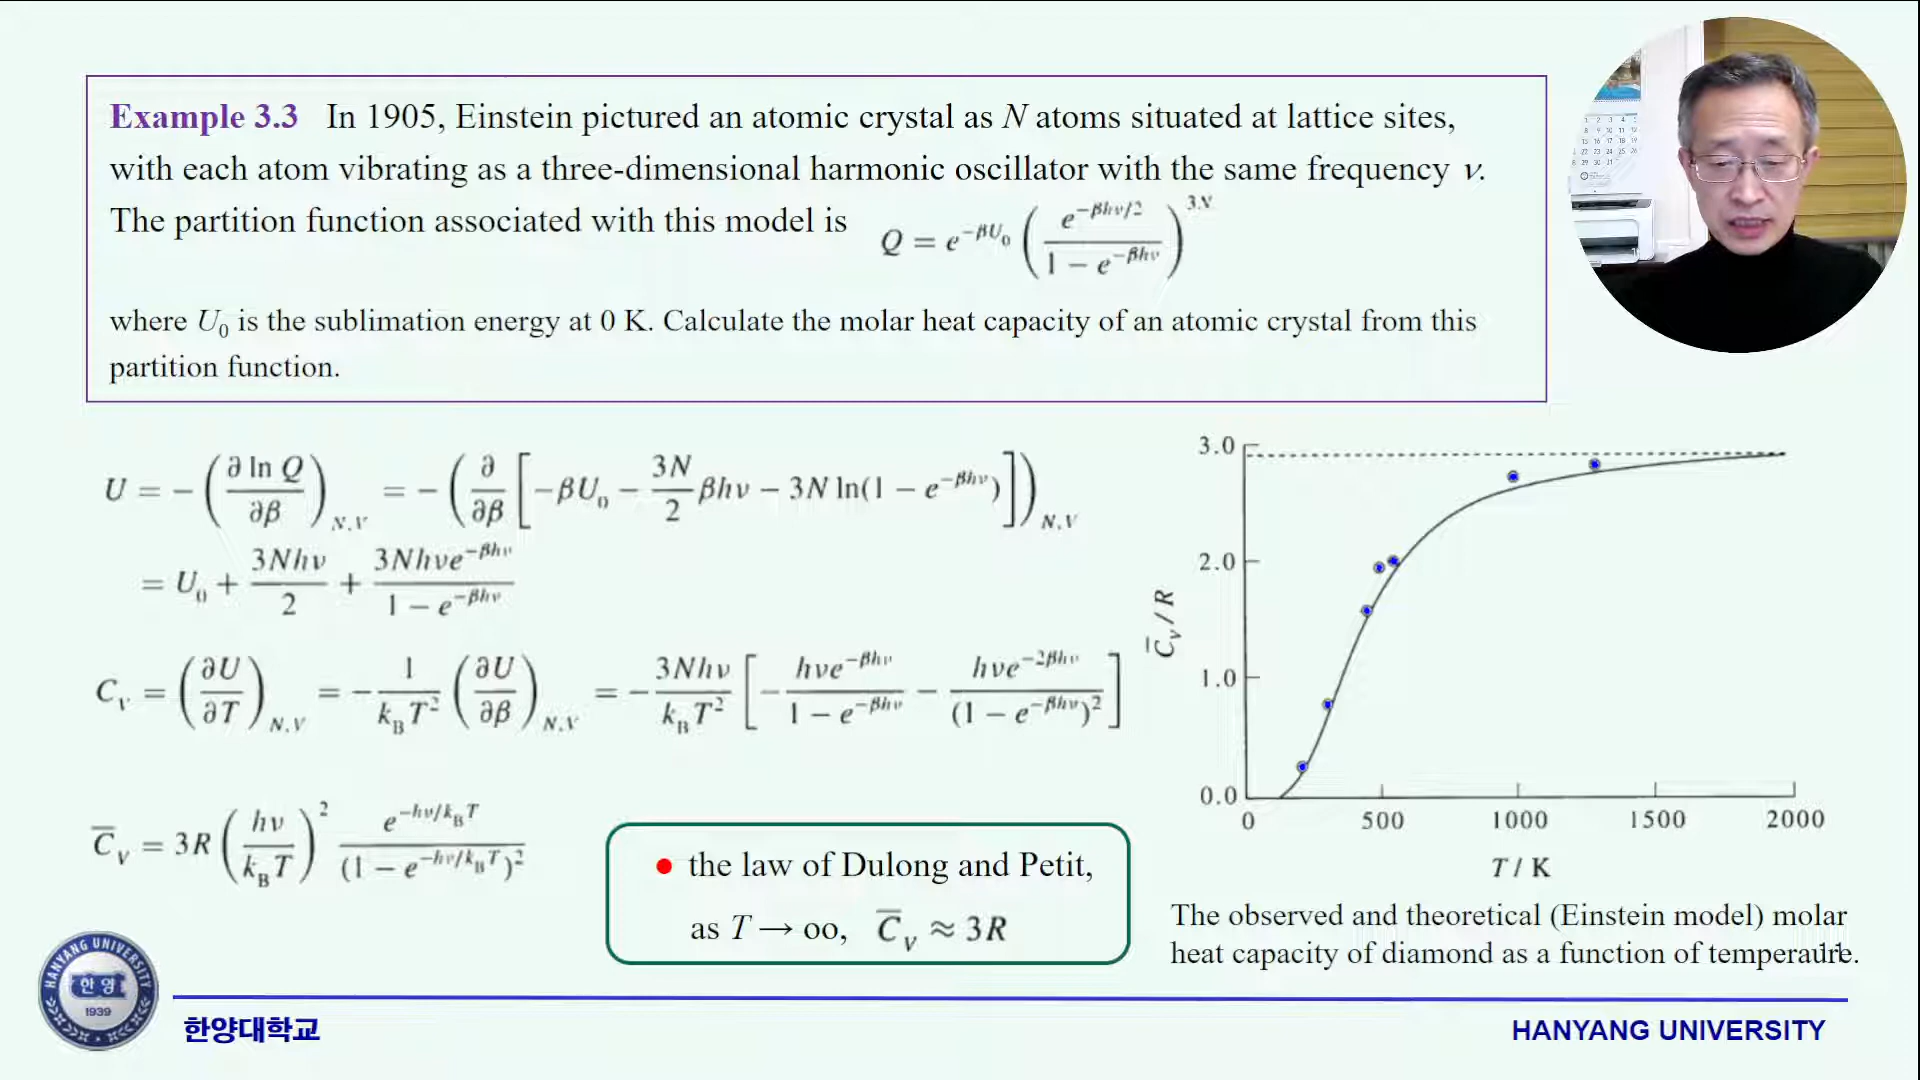 Example 3.3 In 1905, Einstein pictured an atomic crystal as N atoms situated at lattice sites,
with each atom vibrating as a three-dimensional harmonic oscillator with the same frequency ν.
The partition function associated with this model is Q = e^{-βU_0} ( e^{-βhν/2} / (1 − e^{-βhν}) )^{3N}
where U_0 is the sublimation energy at 0 K. Calculate the molar heat capacity of an atomic crystal from this
partition function.
U = −(∂ ln Q / ∂β)_{N,V} = −(∂/∂β [−βU_0 − 3N/2 βhν − 3N ln(1 − e^{-βhν})])_{N,V}
= U_0 + 3Nhν/2 + 3Nhνe^{-βhν} / (1 − e^{-βhν})
C_V = (∂U/∂T)_{N,V} = −1/(k_B T²) (∂U/∂β)_{N,V} = −3Nhν/(k_B T²) [−hνe^{-βhν}/(1 − e^{-βhν}) − hνe^{-2βhν}/(1 − e^{-βhν})²]
C̅_V = 3R (hν/k_B T)² e^{-hν/k_B T} / (1 − e^{-hν/k_B T})²
• the law of Dulong and Petit,
as T → oo, C̅_V ≈ 3R
3.0
2.0
1.0
0.0
C̅_V / R
0 500 1000 1500 2000
T / K
The observed and theoretical (Einstein model) molar
heat capacity of diamond as a function of temperaure.
11
HANYANG UNIVERSITY
한양
1939
한양대학교
HANYANG UNIVERSITY